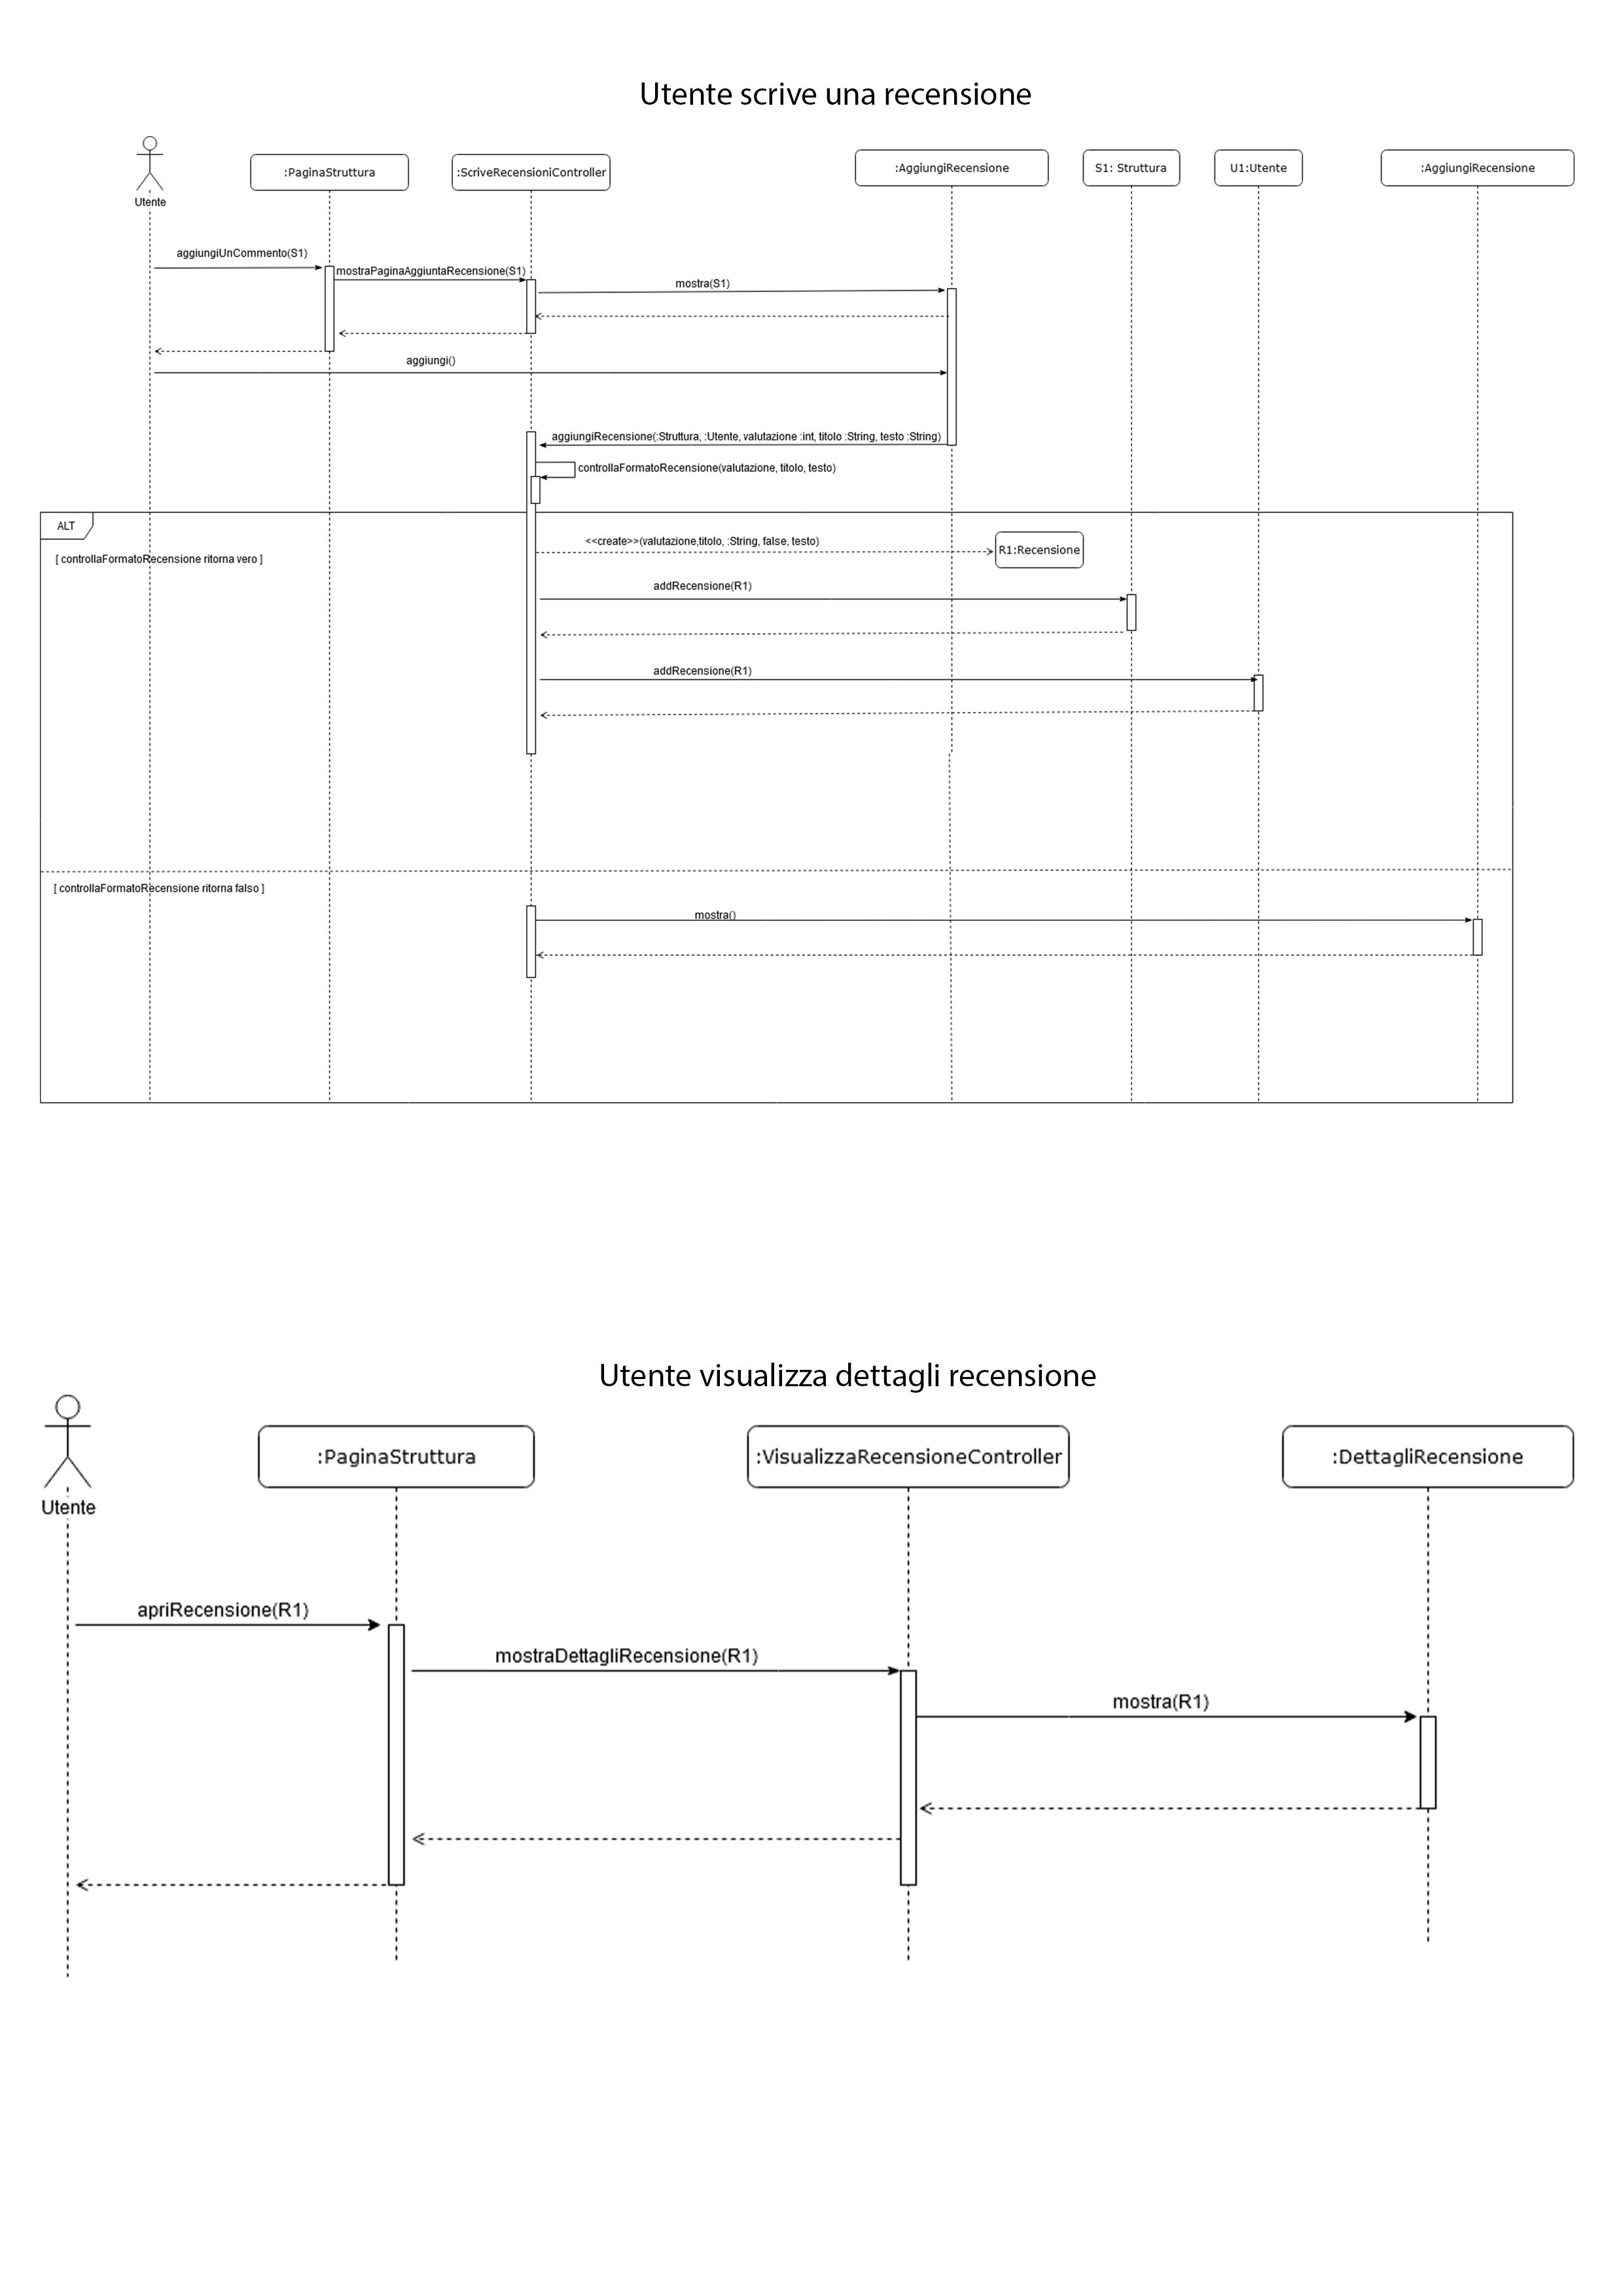 Utente scrive una recensione
:PaginaStruttura
:ScriveRecensioniController
:AggiungiRecensione
S1: Struttura
U1:Utente
:AggiungiRecensione
Utente
aggiungiUnCommento(S1)
mostraPaginaAggiuntaRecensione(S1)
mostra(S1)
aggiungi()
aggiungiRecensione(:Struttura, :Utente, valutazione :int, titolo :String, testo :String)
controllaFormatoRecensione(valutazione, titolo, testo)
ALT
<<create>>(valutazione,titolo, :String, false, testo)
R1:Recensione
[ controllaFormatoRecensione ritorna vero ]
addRecensione(R1)
addRecensione(R1)
[ controllaFormatoRecensione ritorna falso ]
mostra()
Utente visualizza dettagli recensione
:PaginaStruttura
:VisualizzaRecensioneController
:DettagliRecensione
Utente
apriRecensione(R1)
mostraDettagliRecensione(R1)
mostra(R1)